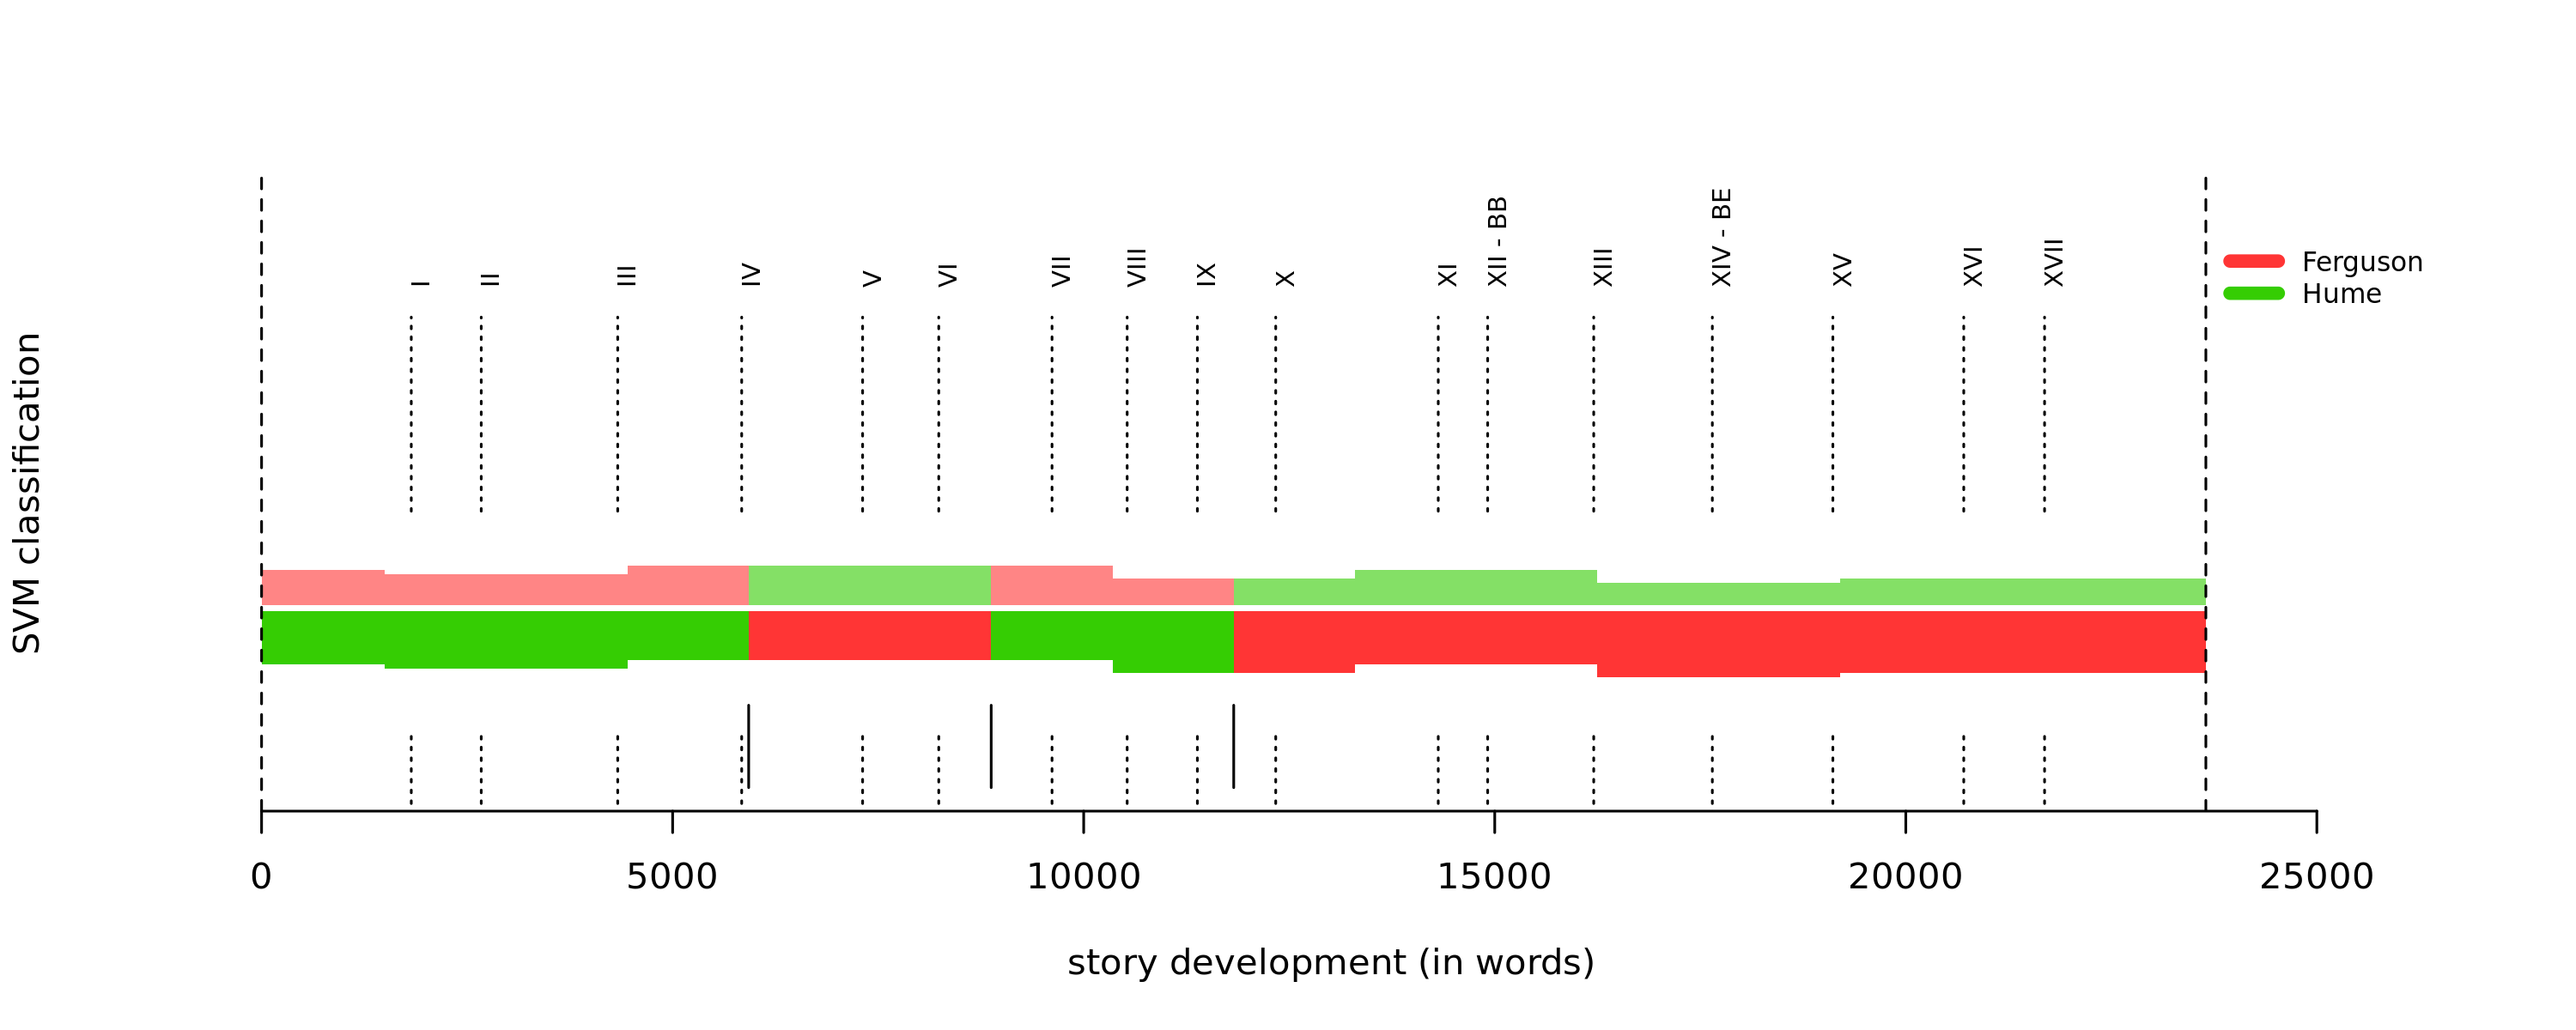 I
II
III
IV
V
VI
VII
VIII
IX
X
XI
XII - BB
XIII
XIV - BE
XV
XVI
XVII
Ferguson
Hume
SVM classification
0 5000 10000 15000 20000 25000
story development (in words)